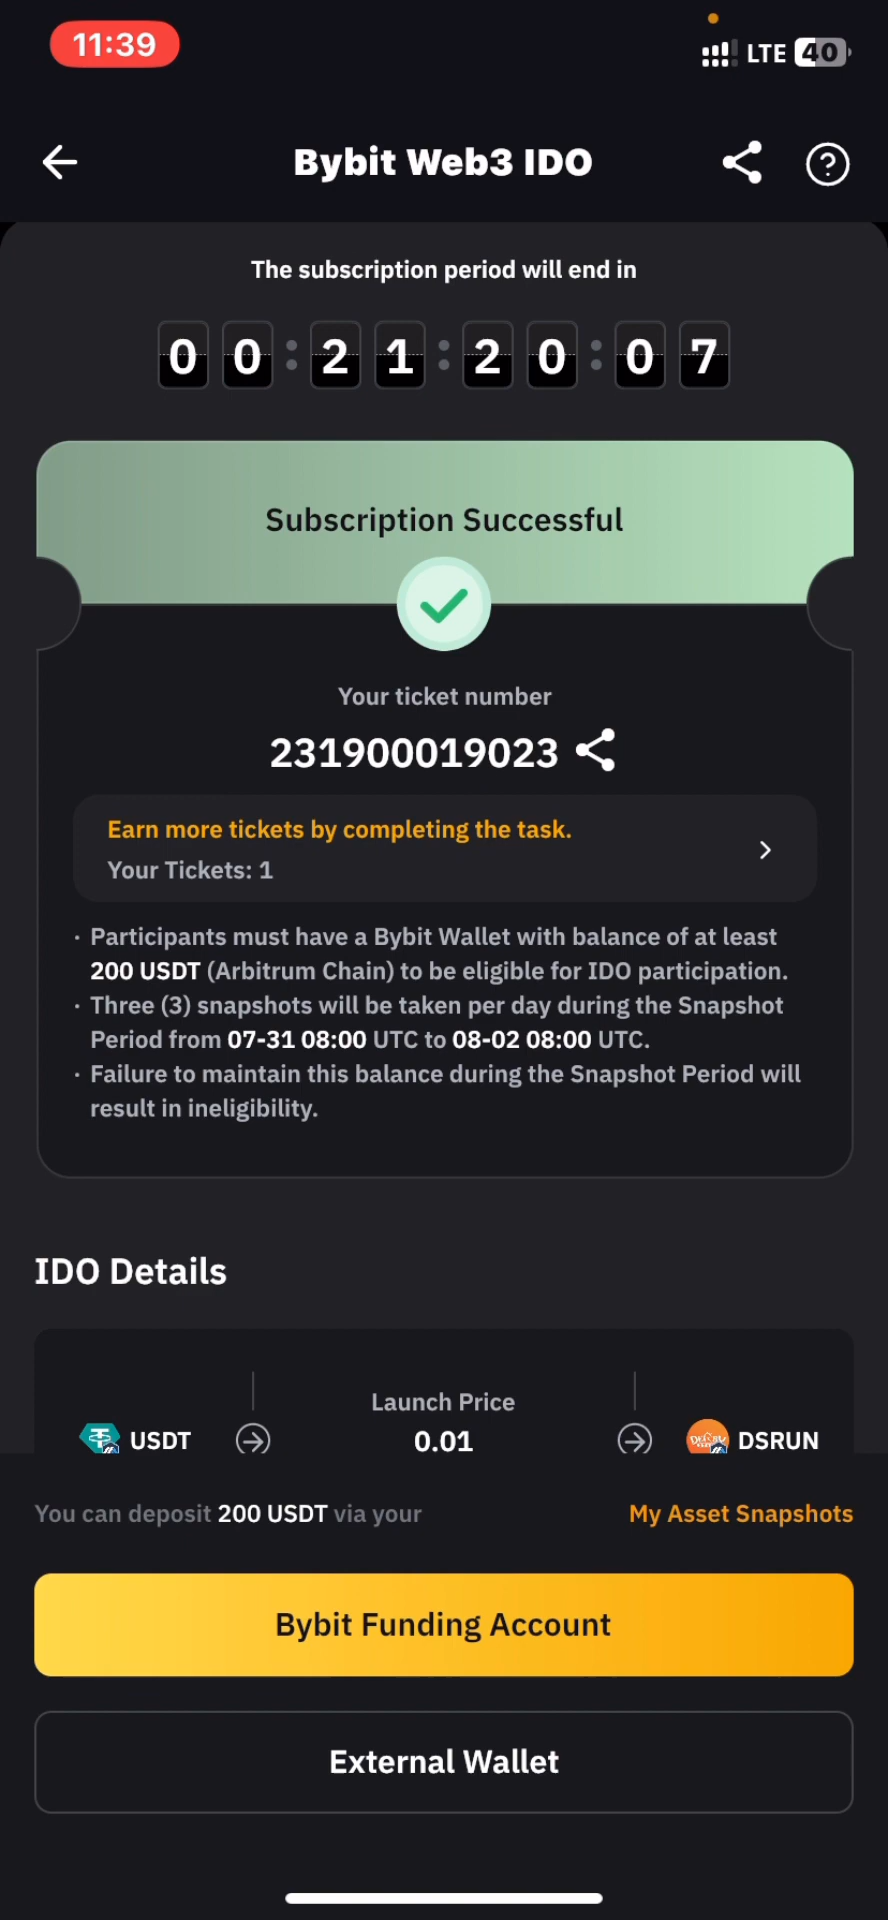 11:39
LTE 40
Bybit Web3 IDO
The subscription period will end in
00:21:20:07
Subscription Successful
Your ticket number
231900019023
Earn more tickets by completing the task.
Your Tickets: 1
· Participants must have a Bybit Wallet with balance of at least
200 USDT (Arbitrum Chain) to be eligible for IDO participation.
· Three (3) snapshots will be taken per day during the Snapshot
Period from 07-31 08:00 UTC to 08-02 08:00 UTC.
· Failure to maintain this balance during the Snapshot Period will
result in ineligibility.
IDO Details
Launch Price
USDT 0.01 DSRUN
You can deposit 200 USDT via your My Asset Snapshots
Bybit Funding Account
External Wallet